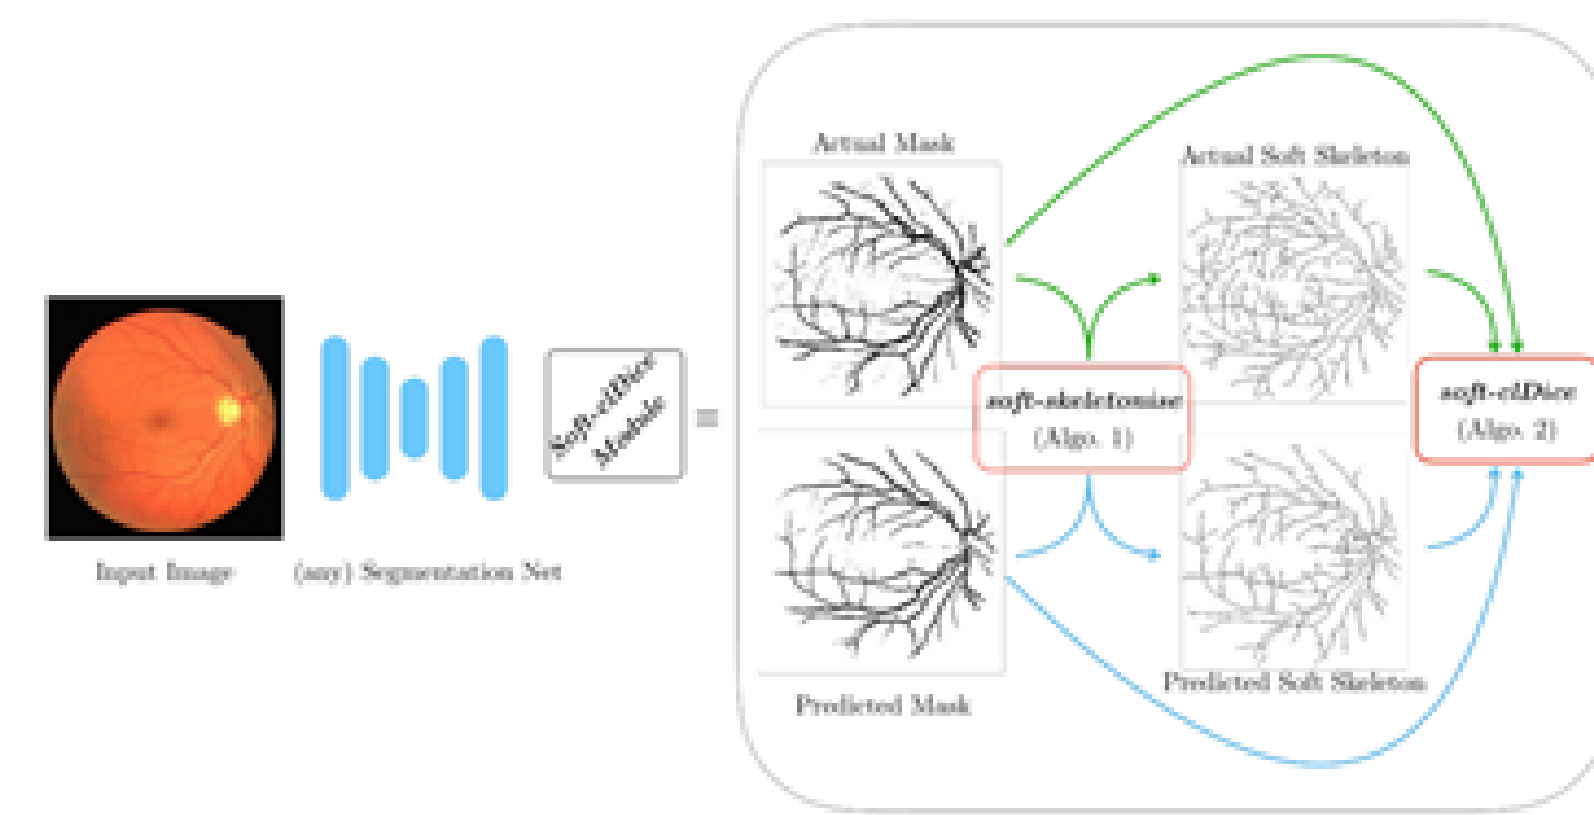 Input Image
(any) Segmentation Net
Soft-clDice
Module
=
Actual Mask
Actual Soft Skeleton
soft-skeletonise
(Algo. 1)
soft-clDice
(Algo. 2)
Predicted Mask
Predicted Soft Skeleton